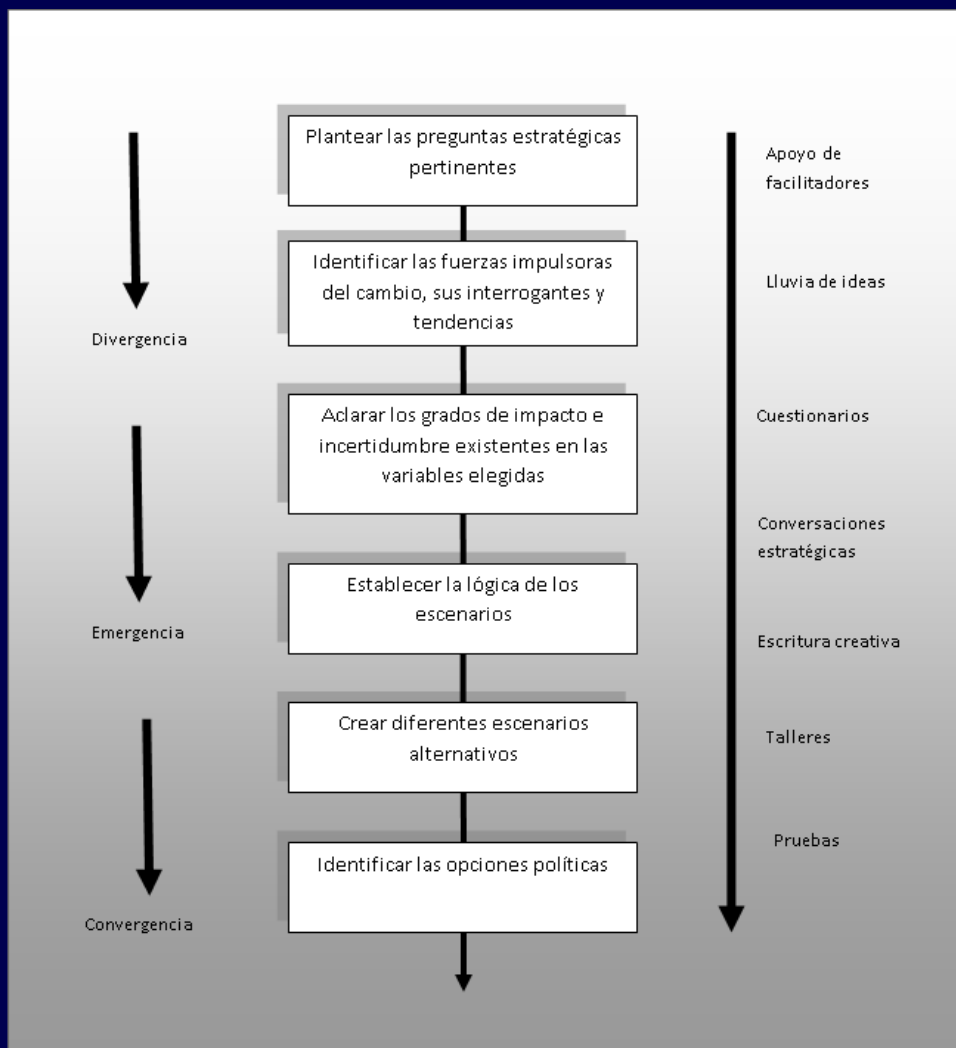 Plantear las preguntas estratégicas
pertinentes
Apoyo de
facilitadores
Identificar las fuerzas impulsoras
del cambio, sus interrogantes y
tendencias
Lluvia de ideas
Divergencia
Aclarar los grados de impacto e
incertidumbre existentes en las
variables elegidas
Cuestionarios
Conversaciones
estratégicas
Establecer la lógica de los
escenarios
Emergencia
Escritura creativa
Crear diferentes escenarios
alternativos
Talleres
Identificar las opciones políticas
Pruebas
Convergencia